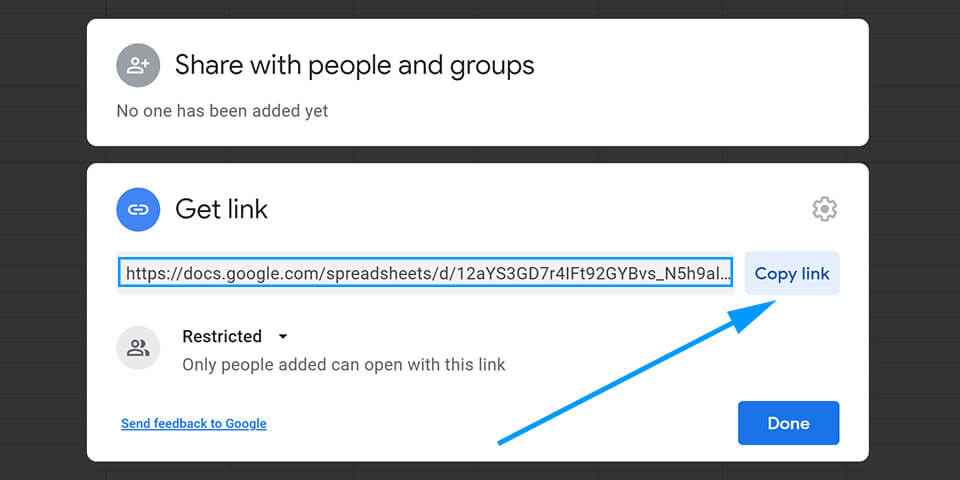 Share with people and groups
No one has been added yet
Get link
https://docs.google.com/spreadsheets/d/12aYS3GD7r4IFt92GYBvs_N5h9al...
Copy link
Restricted
Only people added can open with this link
Send feedback to Google
Done